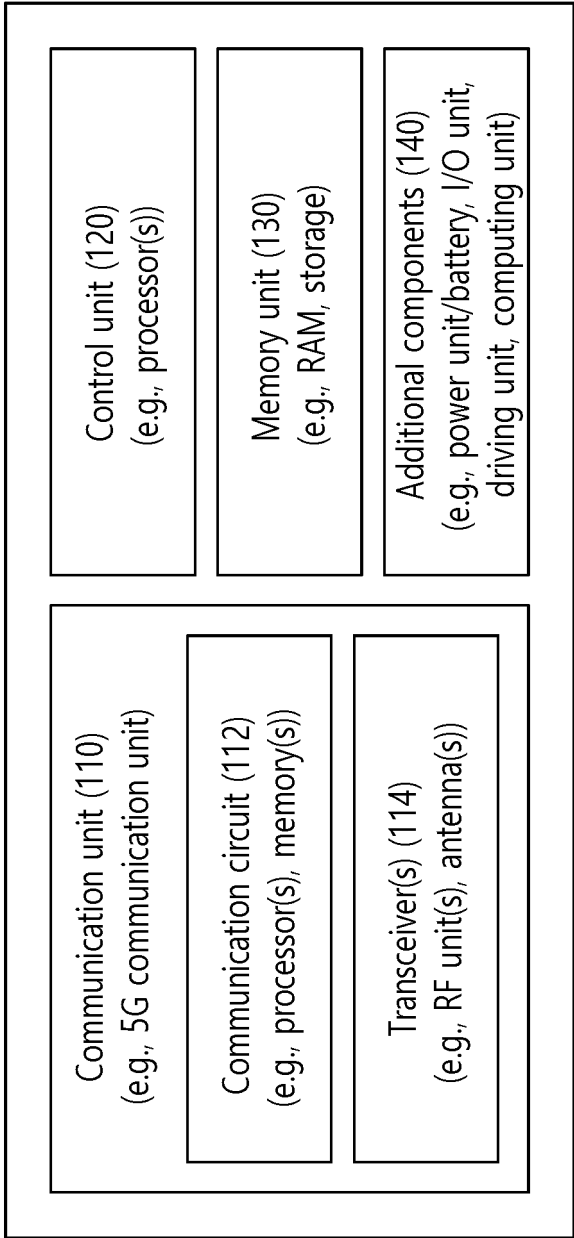 Communication unit (110)
(e.g., 5G communication unit)
Communication circuit (112)
(e.g., processor(s), memory(s))
Transceiver(s) (114)
(e.g., RF unit(s), antenna(s))
Control unit (120)
(e.g., processor(s))
Memory unit (130)
(e.g., RAM, storage)
Additional components (140)
(e.g., power unit/battery, I/O unit,
driving unit, computing unit)